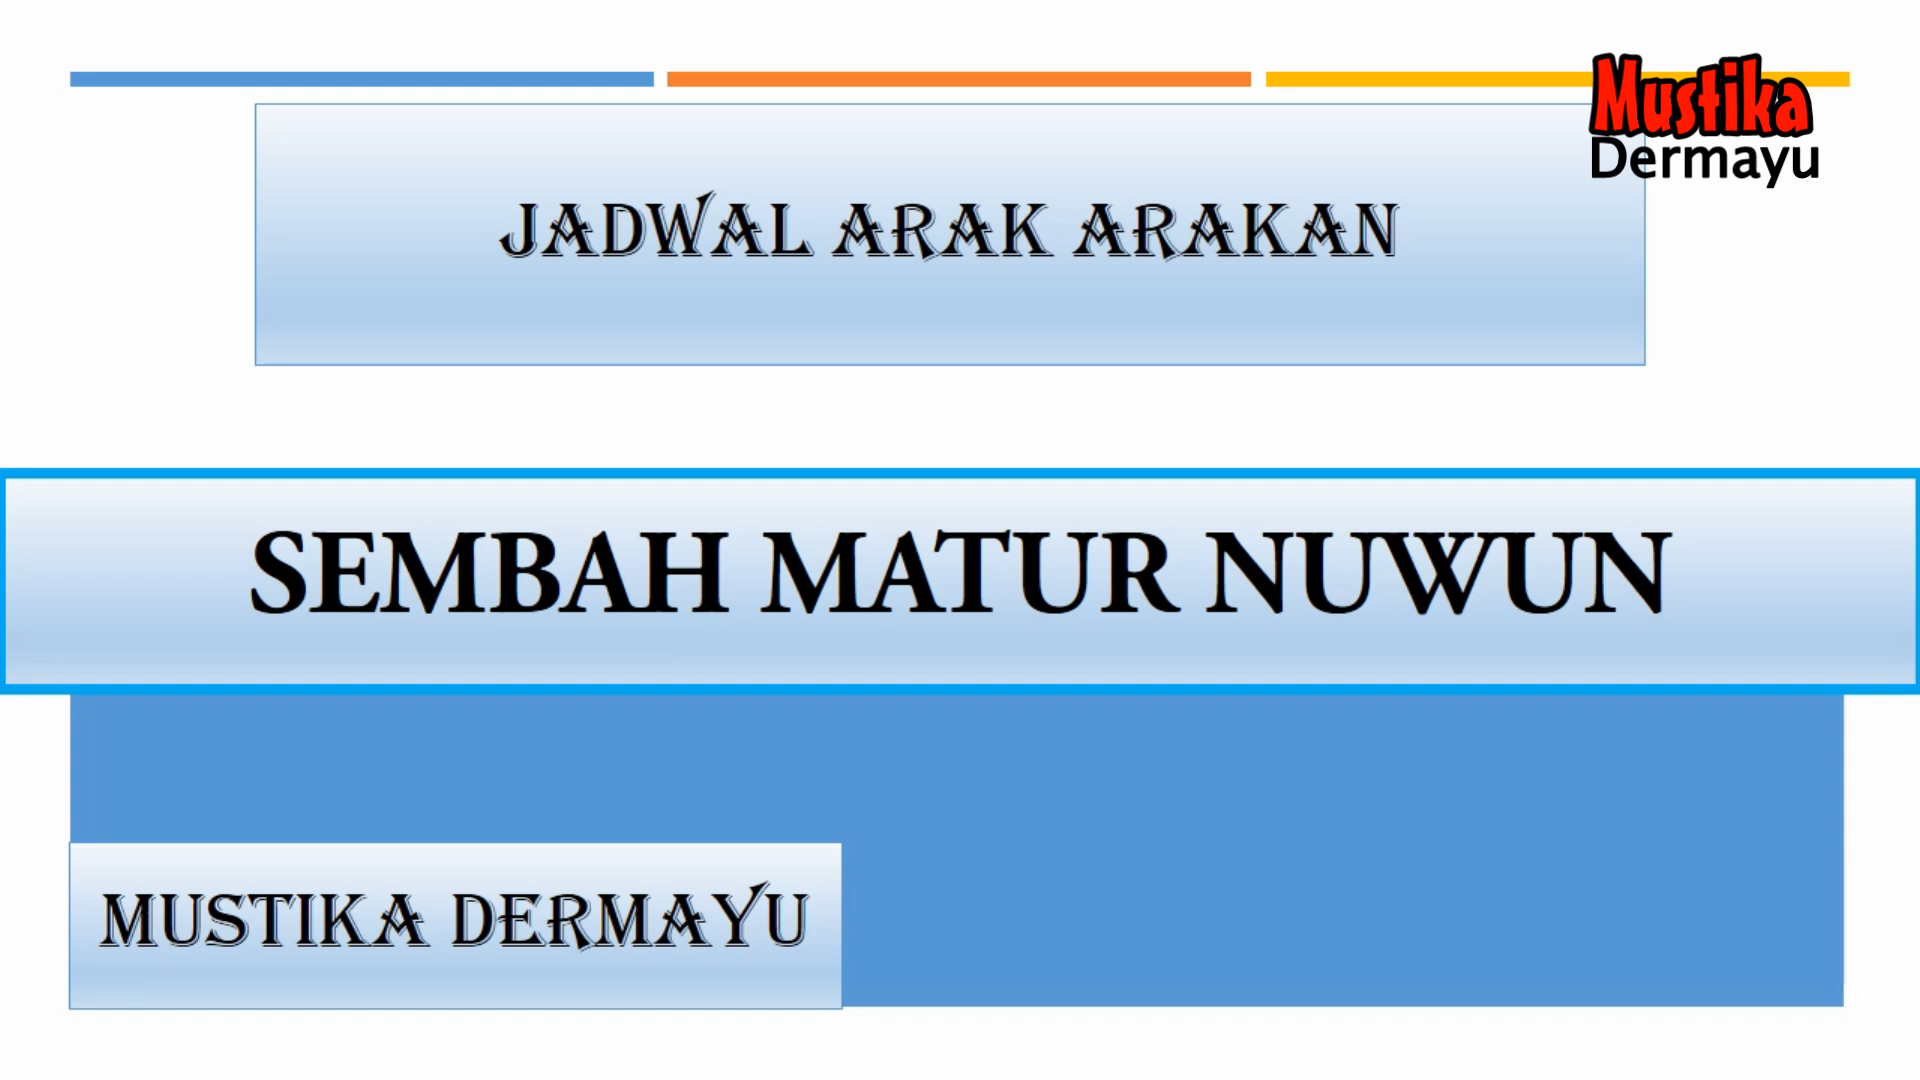 Mustika
Dermayu
JADWAL ARAK ARAKAN
SEMBAH MATUR NUWUN
MUSTIKA DERMAYU